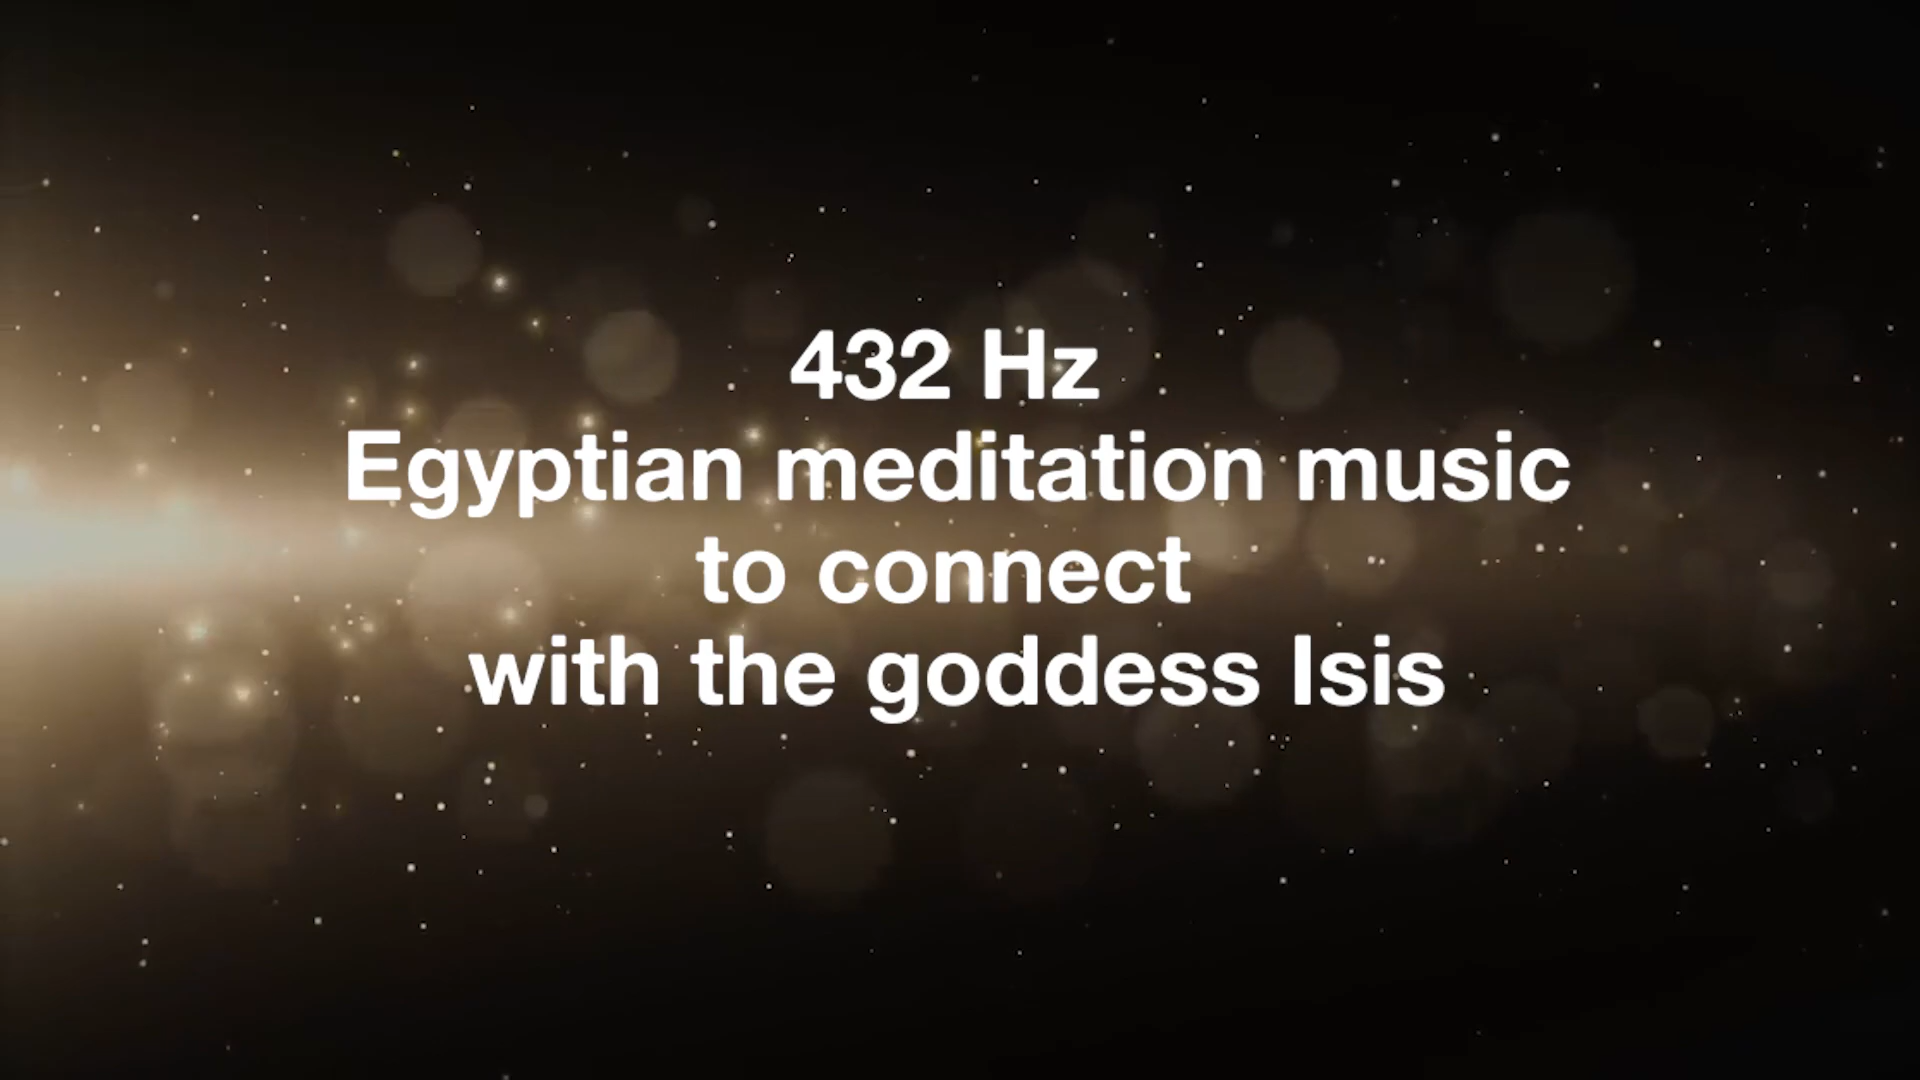 432 Hz
Egyptian meditation music
to connect
with the goddess Isis